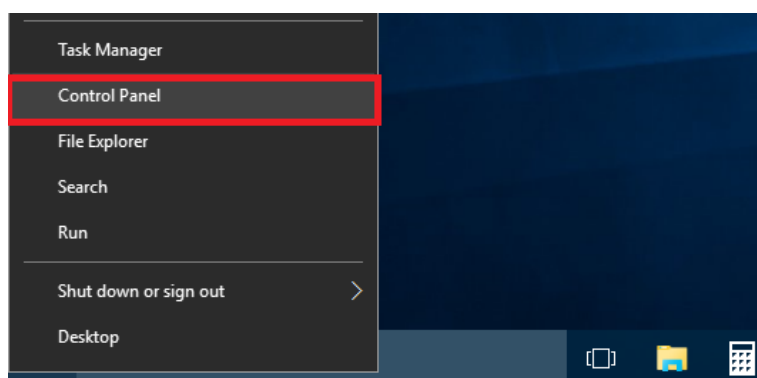 Task Manager
Control Panel
File Explorer
Search
Run
Shut down or sign out
Desktop